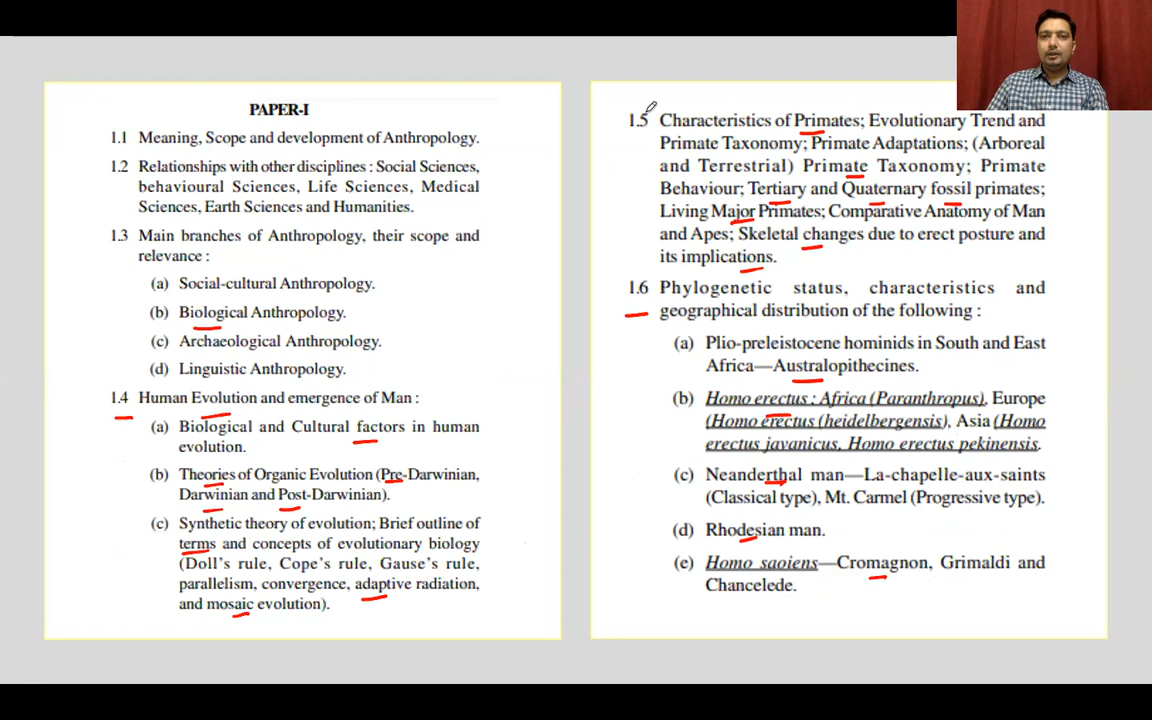 PAPER-I
1.1 Meaning, Scope and development of Anthropology.
1.2 Relationships with other disciplines : Social Sciences,
behavioural Sciences, Life Sciences, Medical
Sciences, Earth Sciences and Humanities.
1.3 Main branches of Anthropology, their scope and
relevance :
(a) Social-cultural Anthropology.
(b) Biological Anthropology.
(c) Archaeological Anthropology.
(d) Linguistic Anthropology.
1.4 Human Evolution and emergence of Man :
(a) Biological and Cultural factors in human
evolution.
(b) Theories of Organic Evolution (Pre-Darwinian,
Darwinian and Post-Darwinian).
(c) Synthetic theory of evolution; Brief outline of
terms and concepts of evolutionary biology
(Doll's rule, Cope's rule, Gause's rule,
parallelism, convergence, adaptive radiation,
and mosaic evolution).
1.5 Characteristics of Primates; Evolutionary Trend and
Primate Taxonomy; Primate Adaptations; (Arboreal
and Terrestrial) Primate Taxonomy; Primate
Behaviour; Tertiary and Quaternary fossil primates;
Living Major Primates; Comparative Anatomy of Man
and Apes; Skeletal changes due to erect posture and
its implications.
1.6 Phylogenetic status, characteristics and
geographical distribution of the following :
(a) Plio-preleistocene hominids in South and East
Africa—Australopithecines.
(b) Homo erectus : Africa (Paranthropus), Europe
(Homo erectus (heidelbergensis), Asia (Homo
erectus javanicus, Homo erectus pekinensis.
(c) Neanderthal man—La-chapelle-aux-saints
(Classical type), Mt. Carmel (Progressive type).
(d) Rhodesian man.
(e) Homo saoiens—Cromagnon, Grimaldi and
Chancelede.